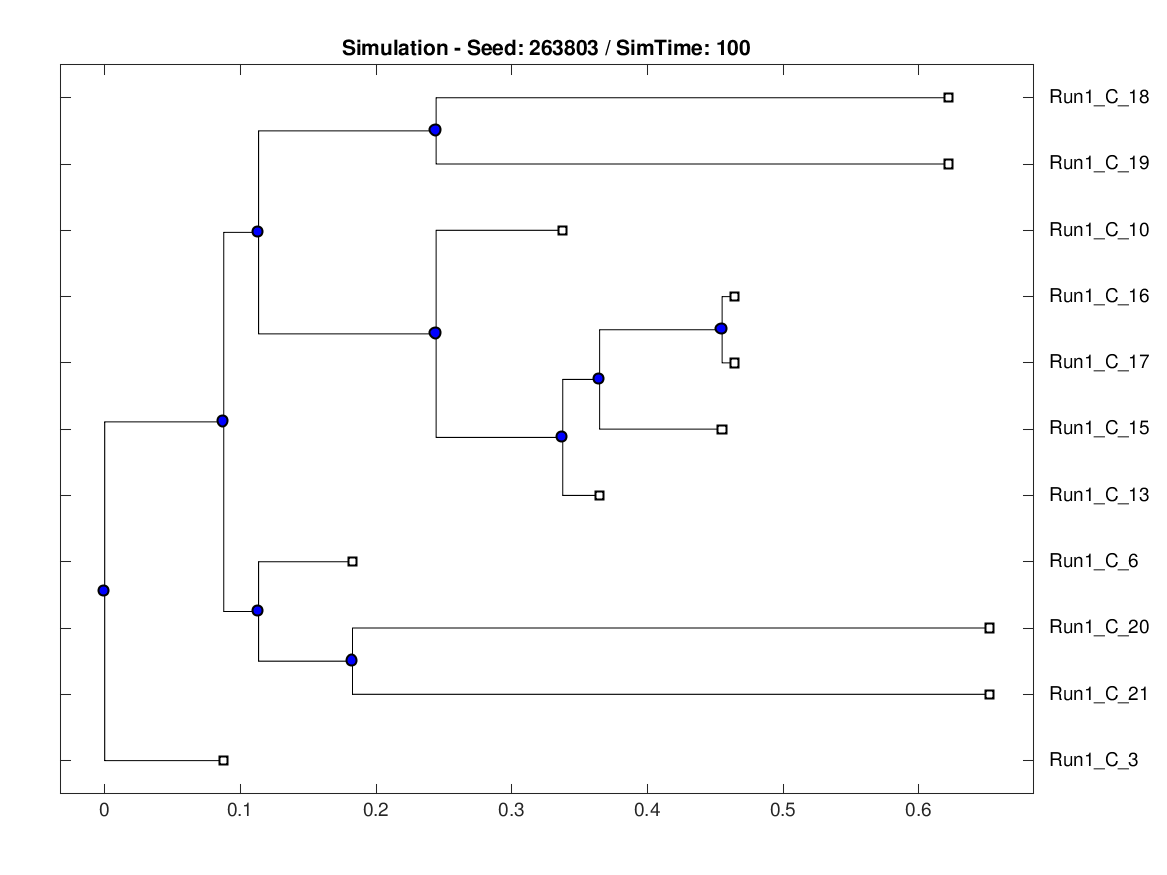 Simulation - Seed: 263803 / SimTime: 100
Run1_C_18
Run1_C_19
Run1_C_10
Run1_C_16
Run1_C_17
Run1_C_15
Run1_C_13
Run1_C_6
Run1_C_20
Run1_C_21
Run1_C_3
0 0.1 0.2 0.3 0.4 0.5 0.6